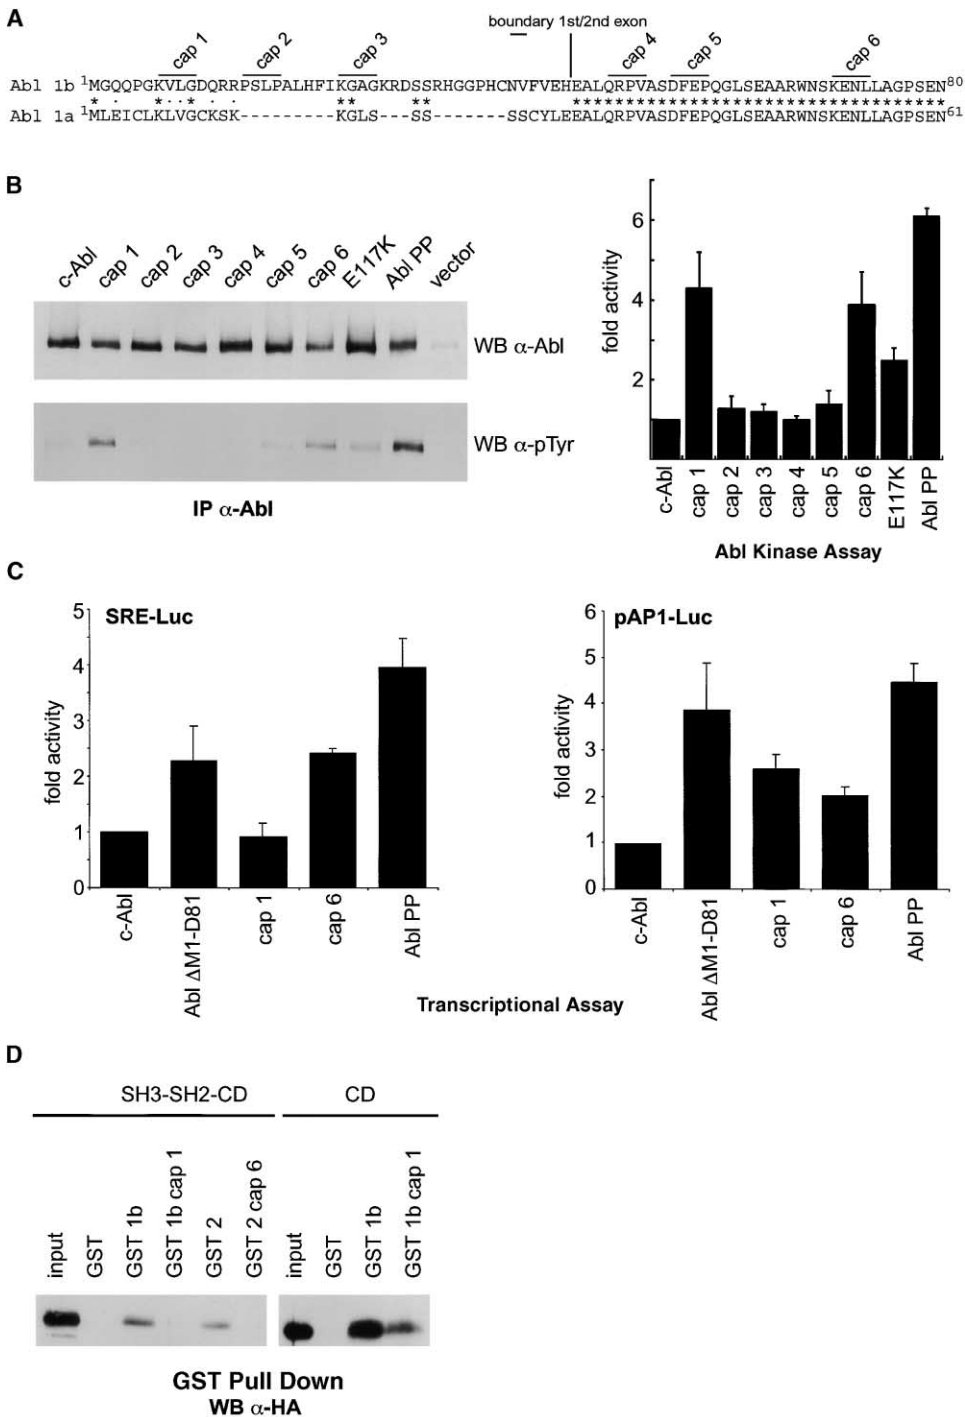 A
boundary 1st/2nd exon
cap 1
cap 2
cap 3
cap 4
cap 5
cap 6
Abl 1b 1MGQQPGKVLGDQRRPSLPALHFIKGAGKRDSSRHGGPHCNVFVEHEALQRPVASDFEPQGLSEAARWNSKENLLAGPSEN80
*.  *..*.. . ** ** ***********************************
Abl 1a 1MLEICLKLVGCKSK----------KGLS---SS--------SSCYLEEALQRPVASDFEPQGLSEAARWNSKENLLAGPSEN61
B
c-Abl
cap 1
cap 2
cap 3
cap 4
cap 5
cap 6
E117K
Abl PP
vector
WB α-Abl
WB α-pTyr
IP α-Abl
fold activity
6
4
2
c-Abl
cap 1
cap 2
cap 3
cap 4
cap 5
cap 6
E117K
Abl PP
Abl Kinase Assay
C
SRE-Luc
fold activity
5
4
3
2
1
0
c-Abl
Abl ΔM1-D81
cap 1
cap 6
Abl PP
pAP1-Luc
fold activity
6
5
4
3
2
1
0
c-Abl
Abl ΔM1-D81
cap 1
cap 6
Abl PP
Transcriptional Assay
D
SH3-SH2-CD
CD
input
GST
GST 1b
GST 1b cap 1
GST 2
GST 2 cap 6
input
GST
GST 1b
GST 1b cap 1
GST Pull Down
WB α-HA